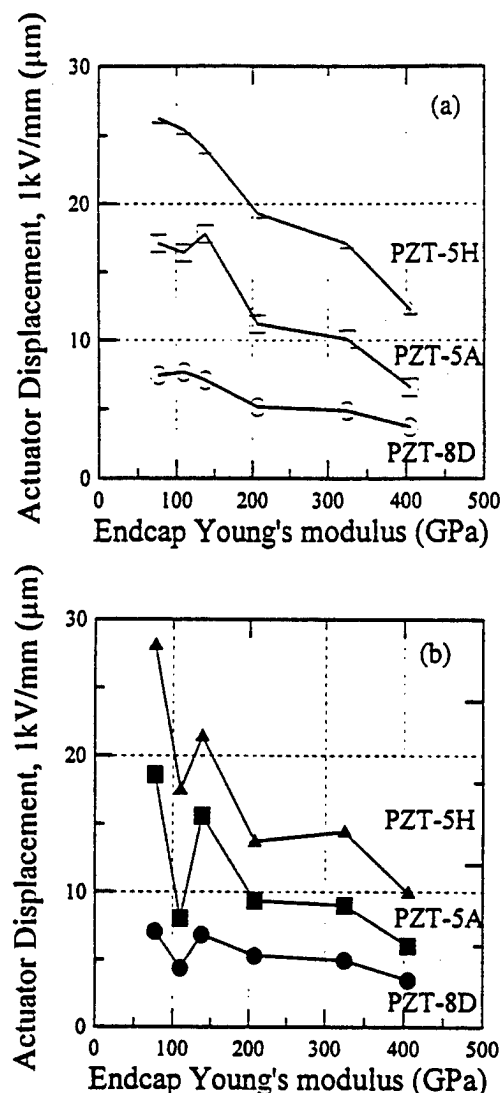 Actuator Displacement, 1kV/mm (μm)
30
(a)
20
PZT-5H
10
PZT-5A
PZT-8D
0
0 100 200 300 400 500
Endcap Young's modulus (GPa)
Actuator Displacement, 1kV/mm (μm)
30
(b)
20
PZT-5H
10
PZT-5A
PZT-8D
0
0 100 200 300 400 500
Endcap Young's modulus (GPa)